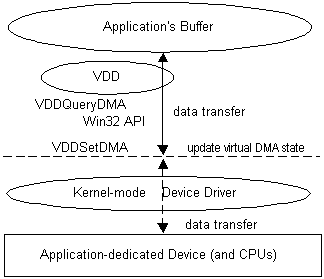 Application's Buffer
VDD
VDDQueryDMA
Win32 API
data transfer
VDDSetDMA
update virtual DMA state
Kernel-mode Device Driver
data transfer
Application-dedicated Device (and CPUs)